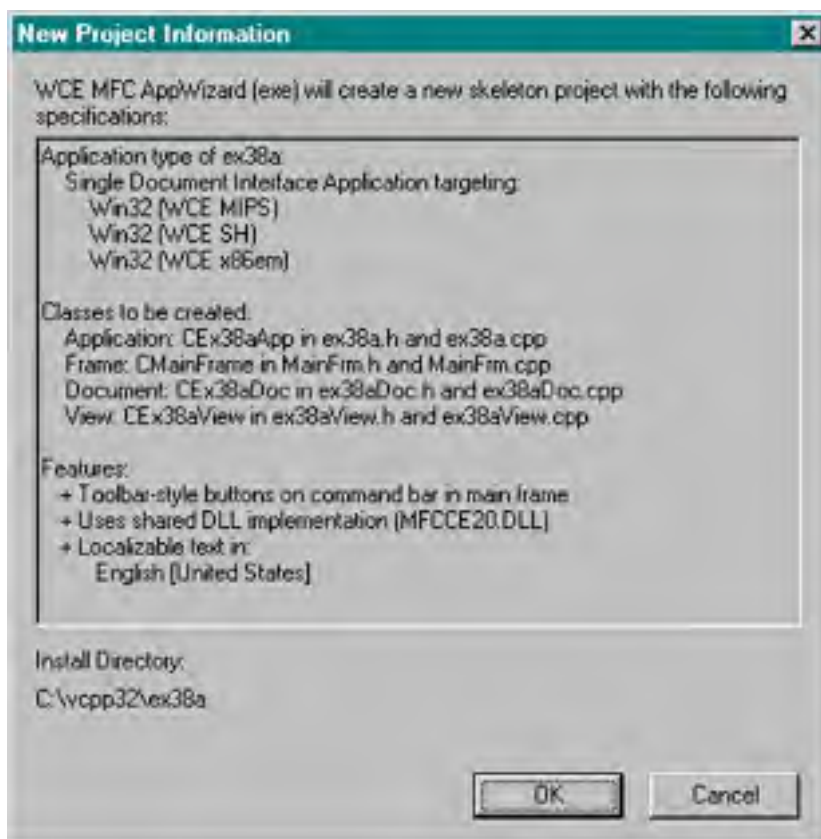 New Project Information
WCE MFC AppWizard (exe) will create a new skeleton project with the following
specifications:
Application type of ex38a:
Single Document Interface Application targeting:
Win32 (WCE MIPS)
Win32 (WCE SH)
Win32 (WCE x86em)
Classes to be created:
Application: CEx38aApp in ex38a.h and ex38a.cpp
Frame: CMainFrame in MainFrm.h and MainFrm.cpp
Document: CEx38aDoc in ex38aDoc.h and ex38aDoc.cpp
View: CEx38aView in ex38aView.h and ex38aView.cpp
Features:
+ Toolbar-style buttons on command bar in main frame
+ Uses shared DLL implementation (MFCCE20.DLL)
+ Localizable text in:
English [United States]
Install Directory:
C:\vcpp32\ex38a
OK
Cancel